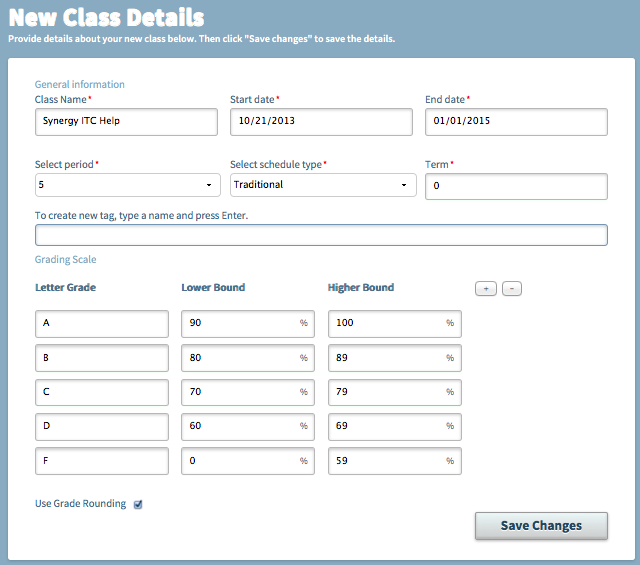 New Class Details
Provide details about your new class below. Then click "Save changes" to save the details.
General information
Class Name* Start date* End date*
Synergy ITC Help 10/21/2013 01/01/2015
Select period* Select schedule type* Term*
5 Traditional 0
To create new tag, type a name and press Enter.
Grading Scale
Letter Grade Lower Bound Higher Bound + -
A 90 % 100 %
B 80 % 89 %
C 70 % 79 %
D 60 % 69 %
F 0 % 59 %
Use Grade Rounding
Save Changes